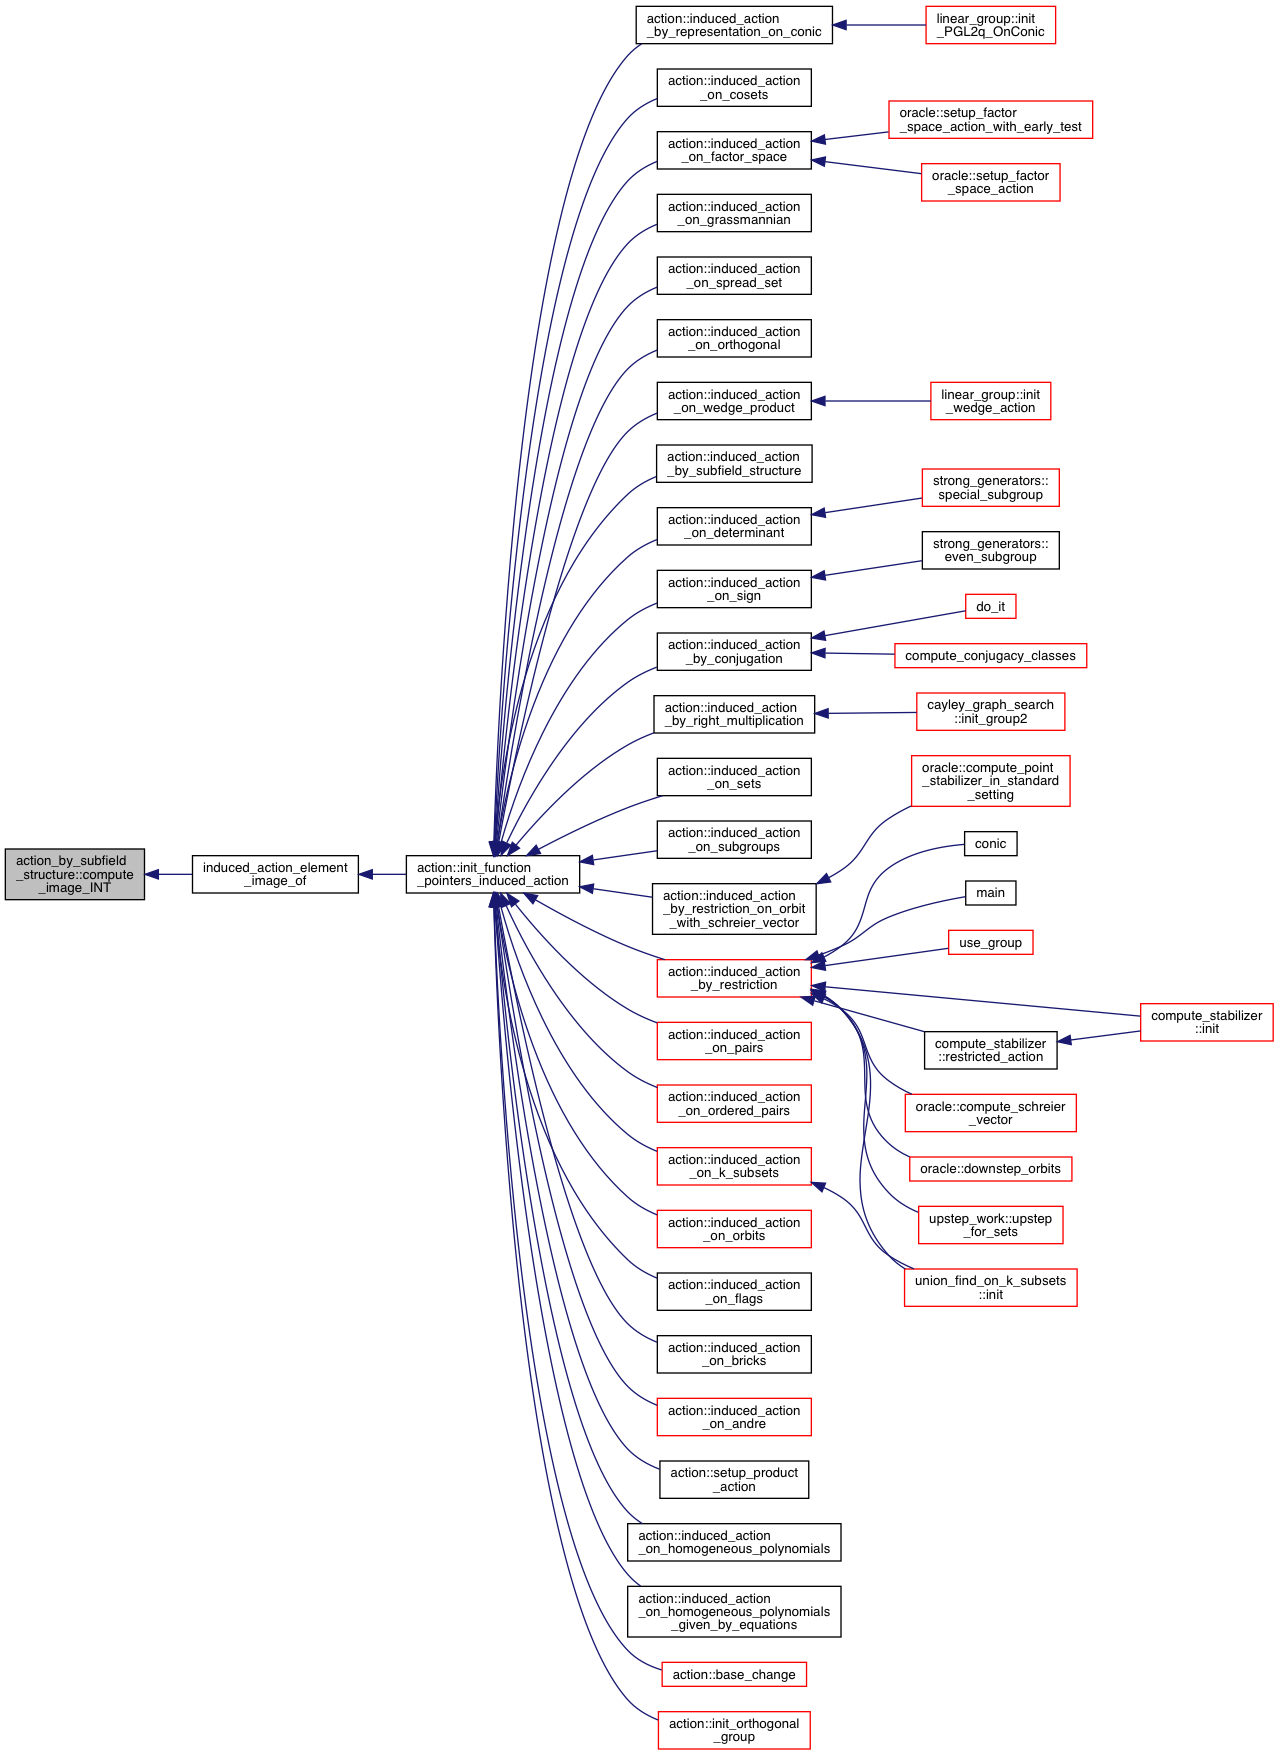 action_by_subfield
_structure::compute
_image_INT
induced_action_element
_image_of
action::init_function
_pointers_induced_action
action::induced_action
_by_representation_on_conic
linear_group::init
_PGL2q_OnConic
action::induced_action
_on_cosets
action::induced_action
_on_factor_space
oracle::setup_factor
_space_action_with_early_test
oracle::setup_factor
_space_action
action::induced_action
_on_grassmannian
action::induced_action
_on_spread_set
action::induced_action
_on_orthogonal
action::induced_action
_on_wedge_product
linear_group::init
_wedge_action
action::induced_action
_by_subfield_structure
action::induced_action
_on_determinant
strong_generators::
special_subgroup
action::induced_action
_on_sign
strong_generators::
even_subgroup
action::induced_action
_by_conjugation
do_it
compute_conjugacy_classes
action::induced_action
_by_right_multiplication
cayley_graph_search
::init_group2
action::induced_action
_on_sets
action::induced_action
_on_subgroups
action::induced_action
_by_restriction_on_orbit
_with_schreier_vector
oracle::compute_point
_stabilizer_in_standard
_setting
action::induced_action
_by_restriction
conic
main
use_group
compute_stabilizer
::init
compute_stabilizer
::restricted_action
oracle::compute_schreier
_vector
oracle::downstep_orbits
upstep_work::upstep
_for_sets
union_find_on_k_subsets
::init
action::induced_action
_on_pairs
action::induced_action
_on_ordered_pairs
action::induced_action
_on_k_subsets
action::induced_action
_on_orbits
action::induced_action
_on_flags
action::induced_action
_on_bricks
action::induced_action
_on_andre
action::setup_product
_action
action::induced_action
_on_homogeneous_polynomials
action::induced_action
_on_homogeneous_polynomials
_given_by_equations
action::base_change
action::init_orthogonal
_group